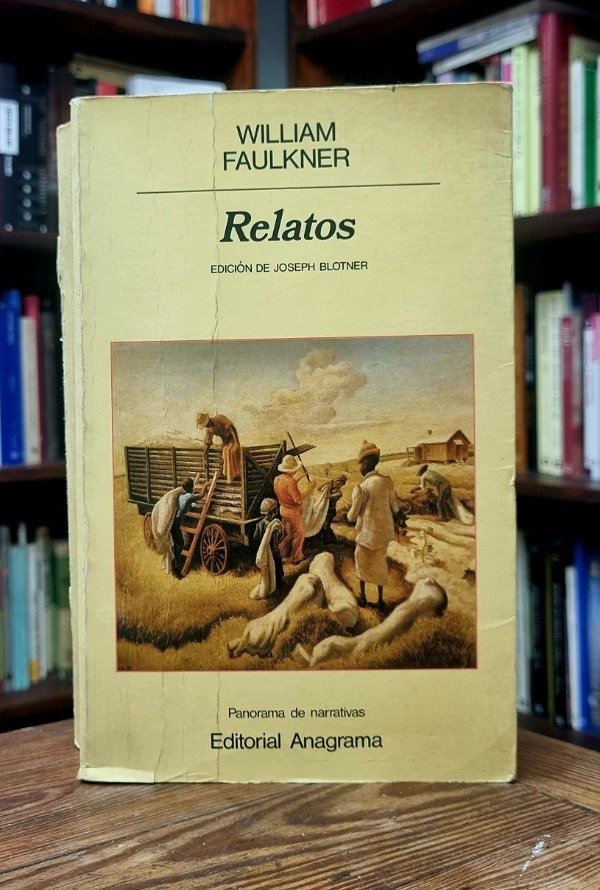 WILLIAM
FAULKNER
Relatos
EDICIÓN DE JOSEPH BLOTNER
Panorama de narrativas
Editorial Anagrama